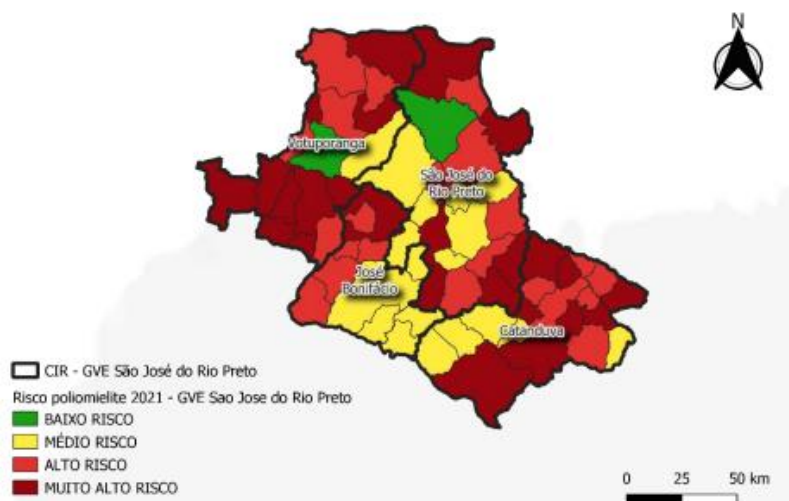 N
Votuporanga
São José do
Rio Preto
José
Bonifácio
Catanduva
CIR - GVE São José do Rio Preto
Risco poliomielite 2021 - GVE Sao Jose do Rio Preto
BAIXO RISCO
MÉDIO RISCO
ALTO RISCO
MUITO ALTO RISCO
0 25 50 km